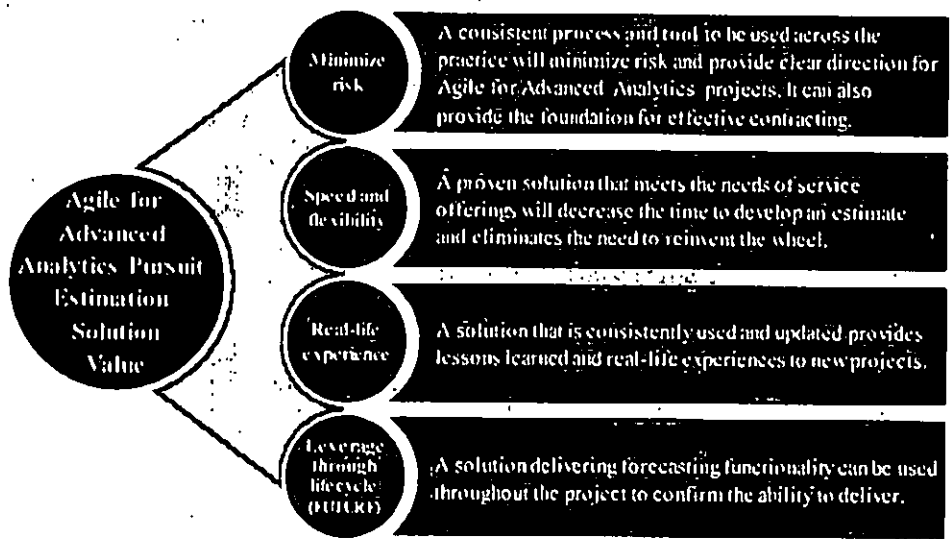 Agile for
Advanced
Analytics Pursuit
Estimation
Solution
Value
Minimize
risk
A consistent process and tool to be used across the
practice will minimize risk and provide clear direction for
Agile for Advanced Analytics projects. It can also
provide the foundation for effective contracting.
Speed and
flexibility
A proven solution that meets the needs of service
offerings will decrease the time to develop an estimate
and eliminates the need to reinvent the wheel.
Real-life
experience
A solution that is consistently used and updated provides
lessons learned and real-life experiences to new projects.
Leverage
through
lifecycle
(FUTURE)
A solution delivering forecasting functionality can be used
throughout the project to confirm the ability to deliver.